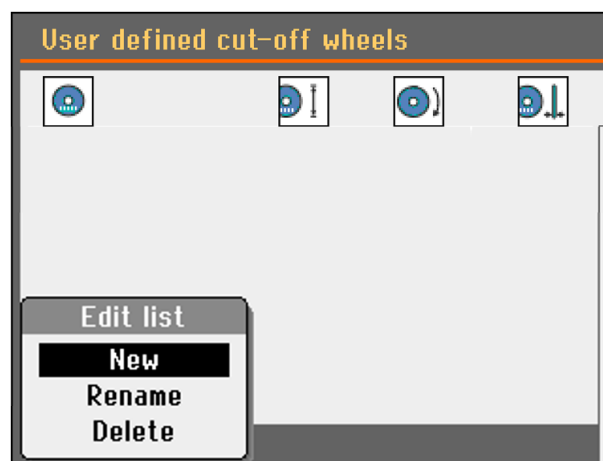 User defined cut-off wheels
Edit list
New
Rename
Delete